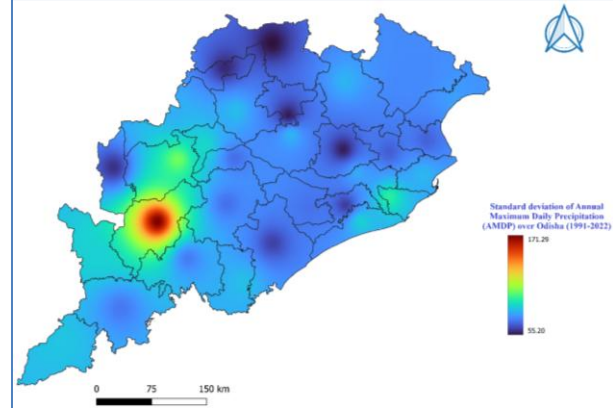 Standard deviation of Annual
Maximum Daily Precipitation
(AMDP) over Odisha (1991-2022)
171.29
55.20
0 75 150 km